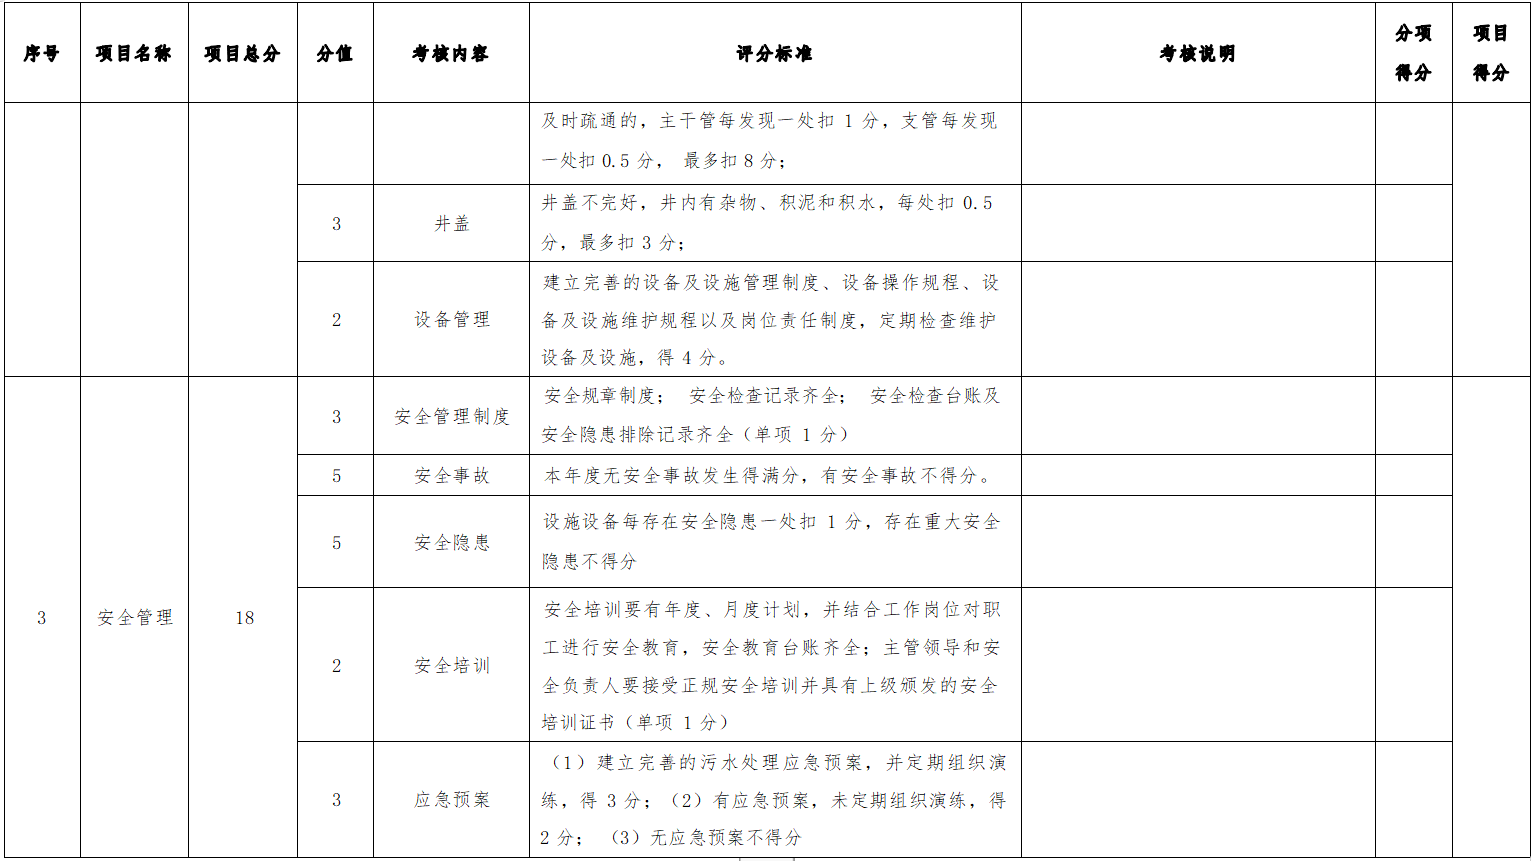 序号 项目名称 项目总分 分值 考核内容 评分标准 考核说明 分项得分 项目得分
及时疏通的，主干管每发现一处扣 1 分，支管每发现
一处扣 0.5 分， 最多扣 8 分；
3 井盖
井盖不完好，井内有杂物、积泥和积水，每处扣 0.5
分，最多扣 3 分；
2 设备管理
建立完善的设备及设施管理制度、设备操作规程、设
备及设施维护规程以及岗位责任制度，定期检查维护
设备及设施，得 4 分。
3 安全管理 18
3 安全管理制度
安全规章制度； 安全检查记录齐全； 安全检查台账及
安全隐患排除记录齐全（单项 1 分）
5 安全事故
本年度无安全事故发生得满分，有安全事故不得分。
5 安全隐患
设施设备每存在安全隐患一处扣 1 分，存在重大安全
隐患不得分
2 安全培训
安全培训要有年度、月度计划，并结合工作岗位对职
工进行安全教育，安全教育台账齐全；主管领导和安
全负责人要接受正规安全培训并具有上级颁发的安全
培训证书（单项 1 分）
3 应急预案
（1）建立完善的污水处理应急预案，并定期组织演
练，得 3 分；（2）有应急预案，未定期组织演练，得
2 分； （3）无应急预案不得分